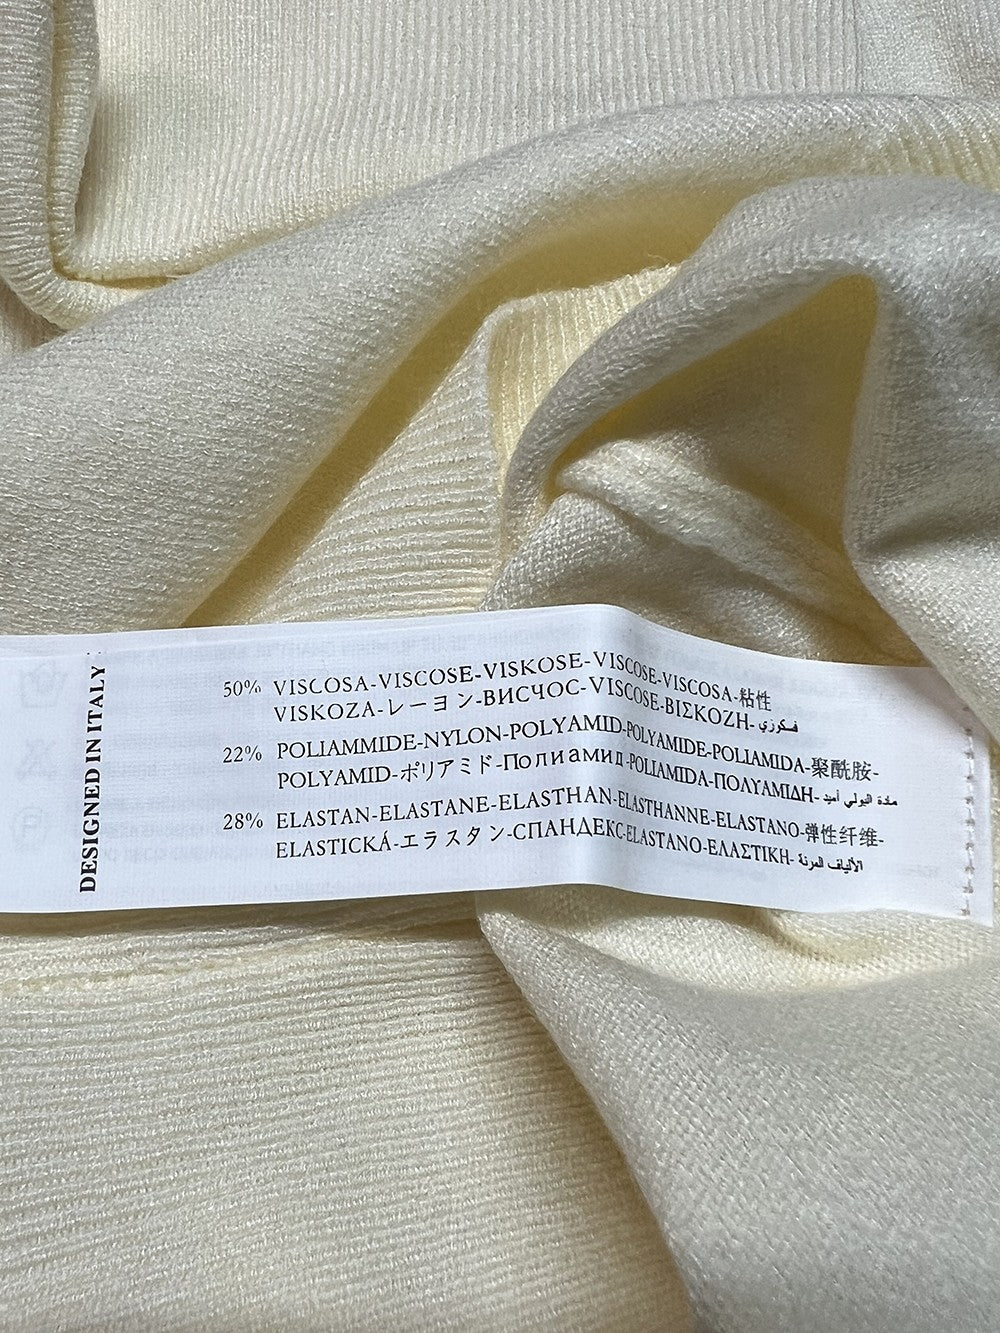 DESIGNED IN ITALY
50% VISCOSA-VISCOSE-VISKOSE-VISCOSE-VISCOSA-粘性
VISKOZA-レーヨン-ВИСЧОС-VISCOSE-ΒΙΣΚΟΖΗ-فسكوزي
22% POLIAMMIDE-NYLON-POLYAMID-POLYAMIDE-POLIAMIDA-聚酰胺-
POLYAMID-ポリアミド-Полиамид-POLIAMIDA-ΠΟΛΥΑΜΙΔΗ-مادة البولي أميد
28% ELASTAN-ELASTANE-ELASTHAN-ELASTHANNE-ELASTANO-弹性纤维-
ELASTICKÁ-エラスタン-СПАНДЕКС-ELASTANO-ΕΛΑΣΤΙΚΗ-الألياف المرنة